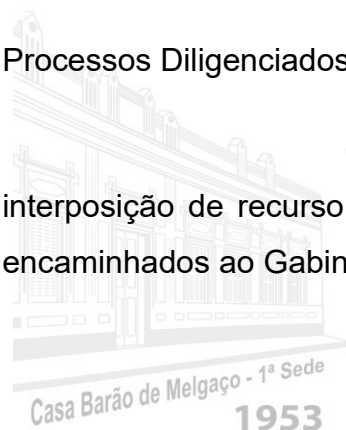 Processos Diligenciados
interposição de recurso
encaminhados ao Gabin
Casa Barão de Melgaço - 1ª Sede
1953